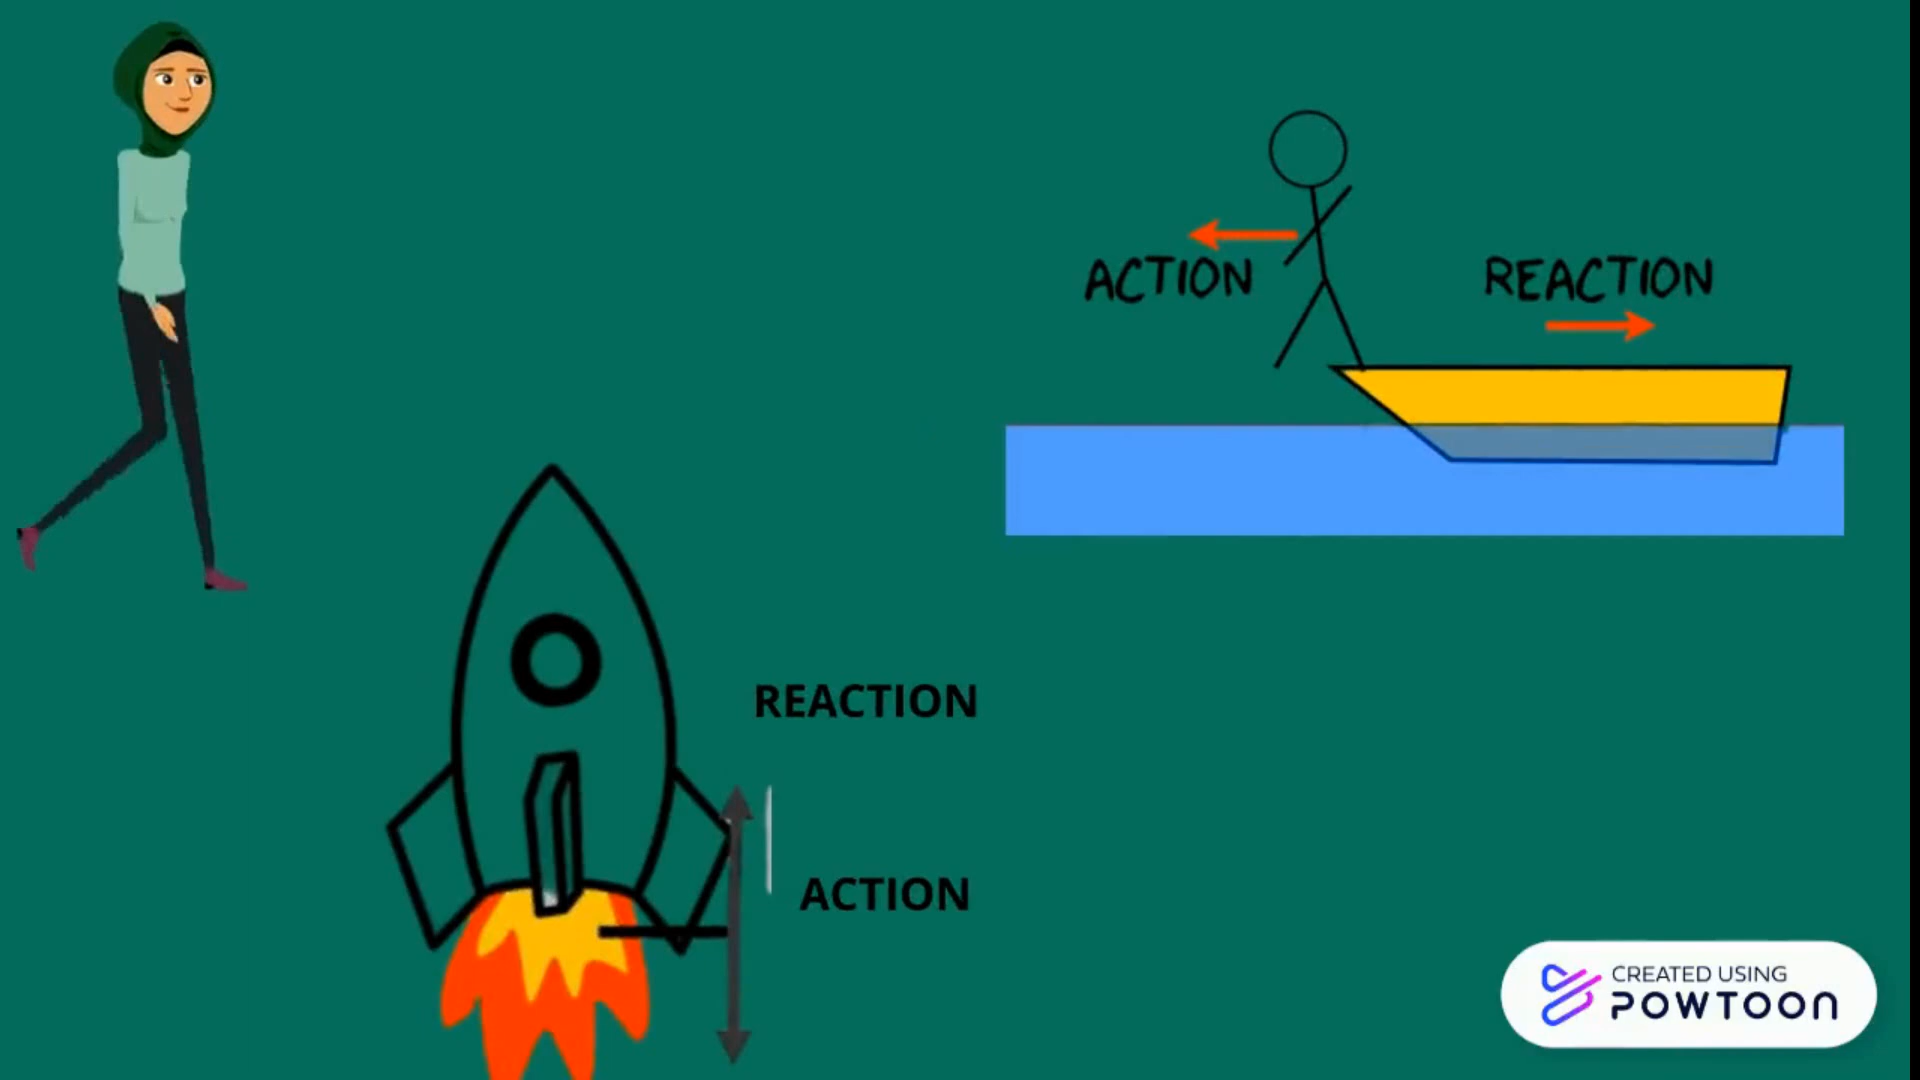 ACTION
REACTION
REACTION
ACTION
CREATED USING
POWTOON